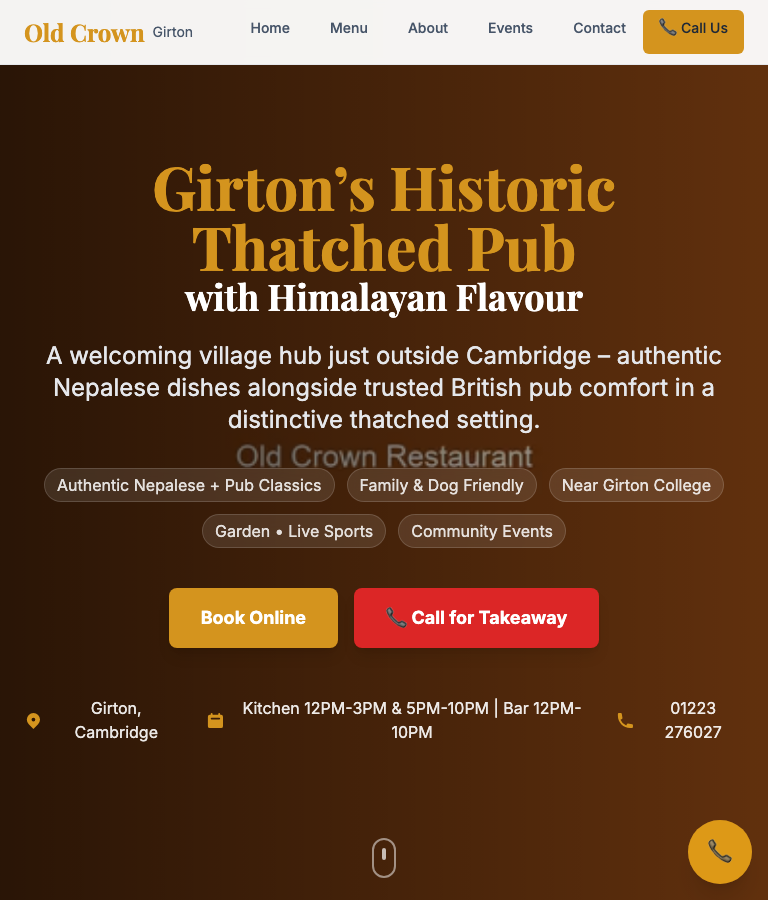 Old Crown Girton Home Menu About Events Contact 📞 Call Us
Girton’s Historic
Thatched Pub
with Himalayan Flavour
A welcoming village hub just outside Cambridge – authentic
Nepalese dishes alongside trusted British pub comfort in a
distinctive thatched setting.
Old Crown Restaurant
Authentic Nepalese + Pub Classics Family & Dog Friendly Near Girton College
Garden • Live Sports Community Events
Book Online 📞 Call for Takeaway
Girton,
Cambridge
Kitchen 12PM-3PM & 5PM-10PM | Bar 12PM-
10PM
01223
276027